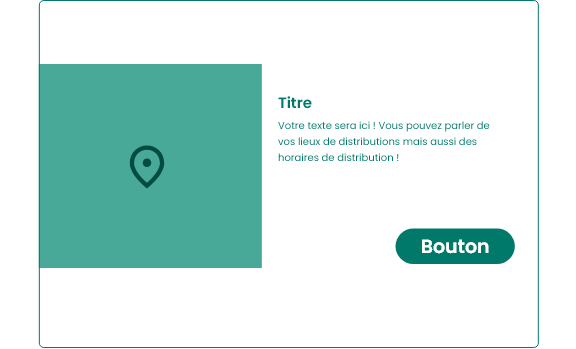 Titre
Votre texte sera ici ! Vous pouvez parler de
vos lieux de distributions mais aussi des
horaires de distribution !
Bouton